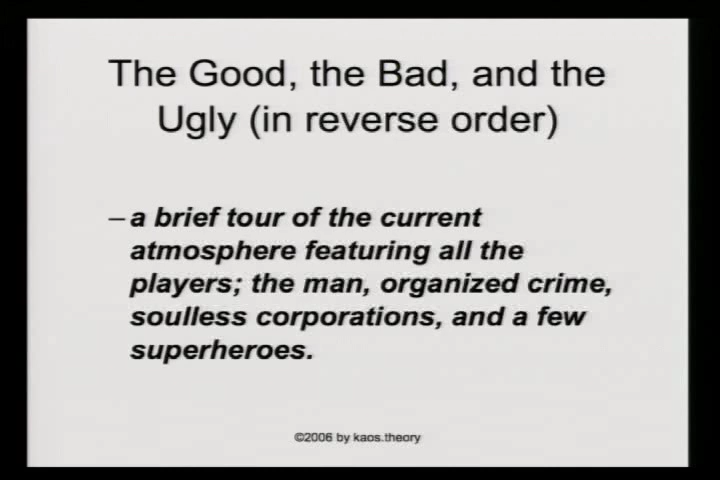 The Good, the Bad, and the
Ugly (in reverse order)
– a brief tour of the current
atmosphere featuring all the
players; the man, organized crime,
soulless corporations, and a few
superheroes.
©2006 by kaos.theory